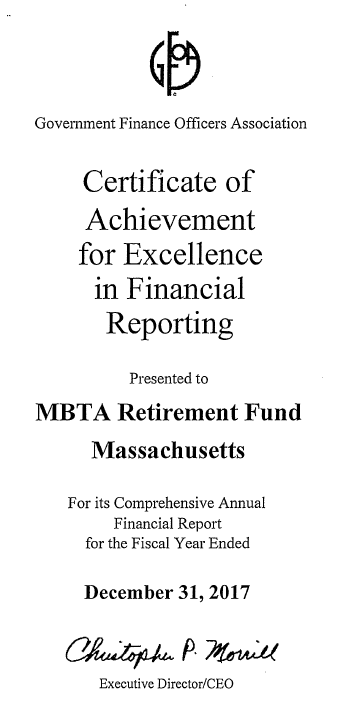 GFOA
Government Finance Officers Association
Certificate of
Achievement
for Excellence
in Financial
Reporting
Presented to
MBTA Retirement Fund
Massachusetts
For its Comprehensive Annual
Financial Report
for the Fiscal Year Ended
December 31, 2017
Christopher P. Morrill
Executive Director/CEO